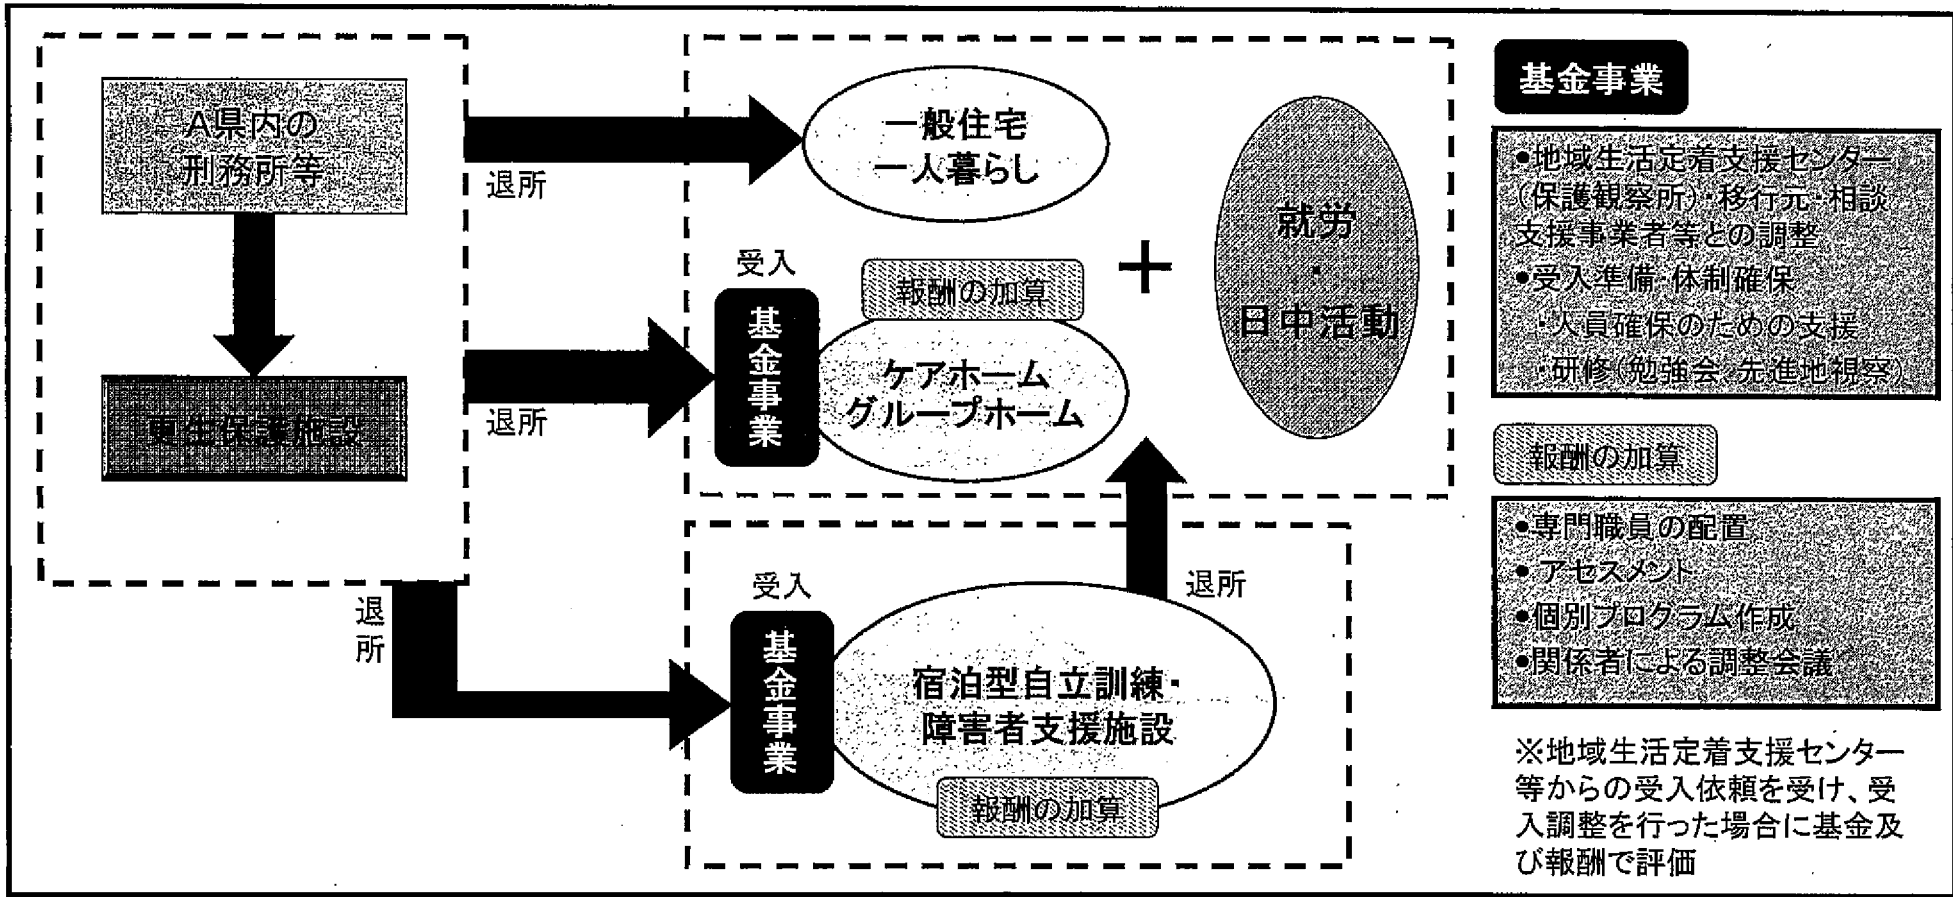 A県内の
刑務所等
更生保護施設
退所
一般住宅
一人暮らし
退所
受入
基金事業
報酬の加算
ケアホーム
グループホーム
＋
就労
・
日中活動
退所
受入
基金事業
宿泊型自立訓練・
障害者支援施設
報酬の加算
退所
基金事業
●地域生活定着支援センター
(保護観察所)・移行元・相談
支援事業者等との調整
●受入準備・体制確保
・人員確保のための支援
・研修(勉強会・先進地視察)
報酬の加算
●専門職員の配置
●アセスメント
●個別プログラム作成
●関係者による調整会議
※地域生活定着支援センター
等からの受入依頼を受け、受
入調整を行った場合に基金及
び報酬で評価